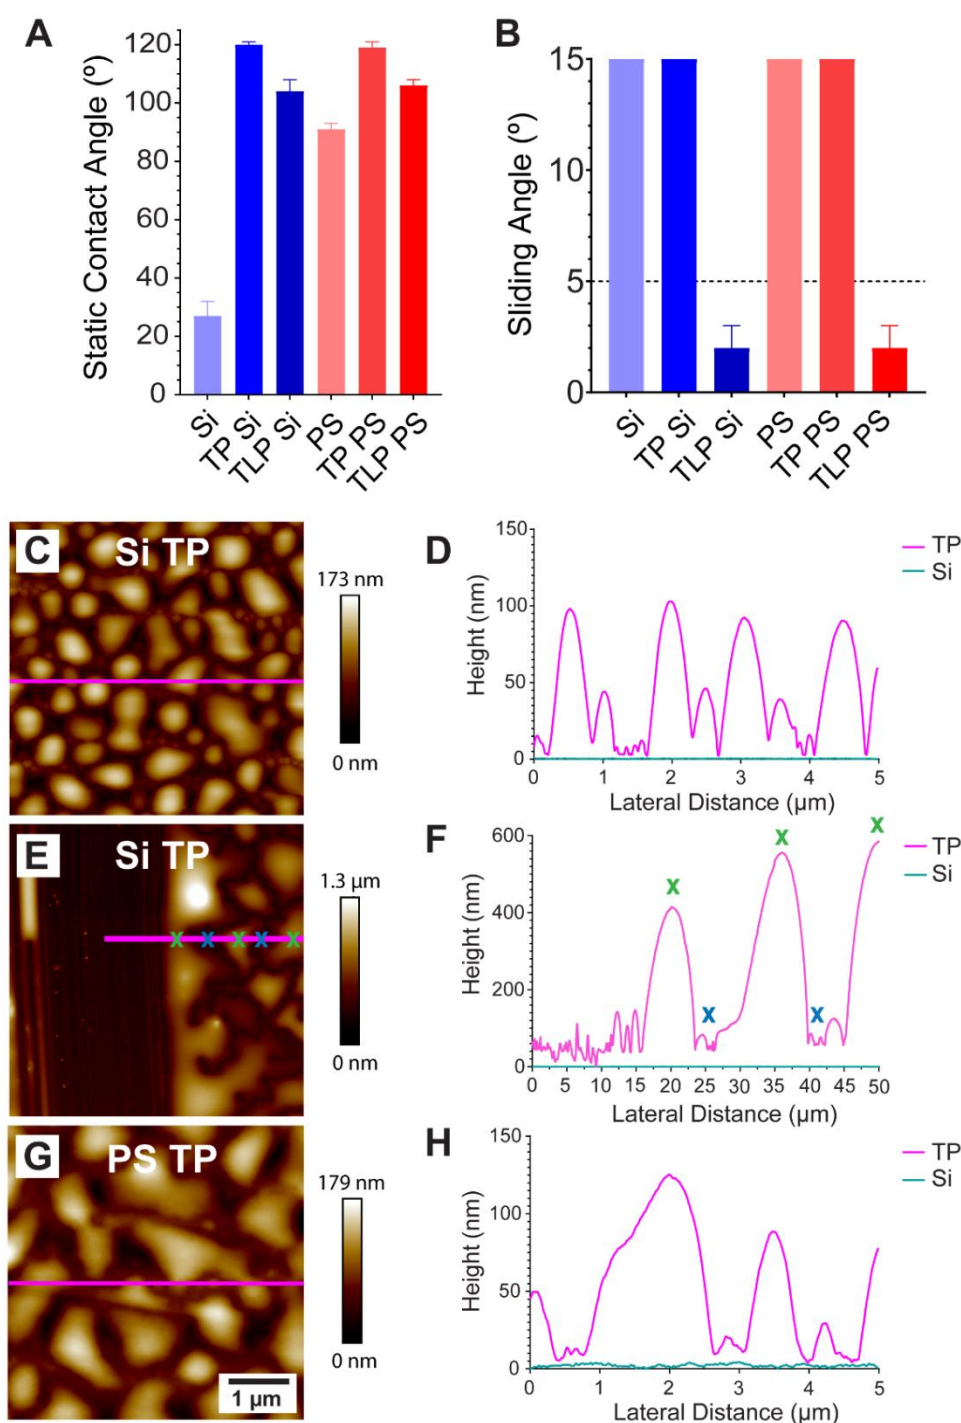 A
Static Contact Angle (º)
120
100
80
60
40
20
0
Si
TP Si
TLP Si
PS
TP PS
TLP PS
B
Sliding Angle (º)
15
10
5
0
Si
TP Si
TLP Si
PS
TP PS
TLP PS
C
Si TP
173 nm
0 nm
D
Height (nm)
150
100
50
0
0 1 2 3 4 5
Lateral Distance (µm)
TP
Si
E
Si TP
X X X X X
1.3 µm
0 nm
F
Height (nm)
600
400
200
0
X X X X X
0 5 10 15 20 25 30 35 40 45 50
Lateral Distance (µm)
TP
Si
G
PS TP
1 µm
179 nm
0 nm
H
Height (nm)
150
100
50
0
0 1 2 3 4 5
Lateral Distance (µm)
TP
Si